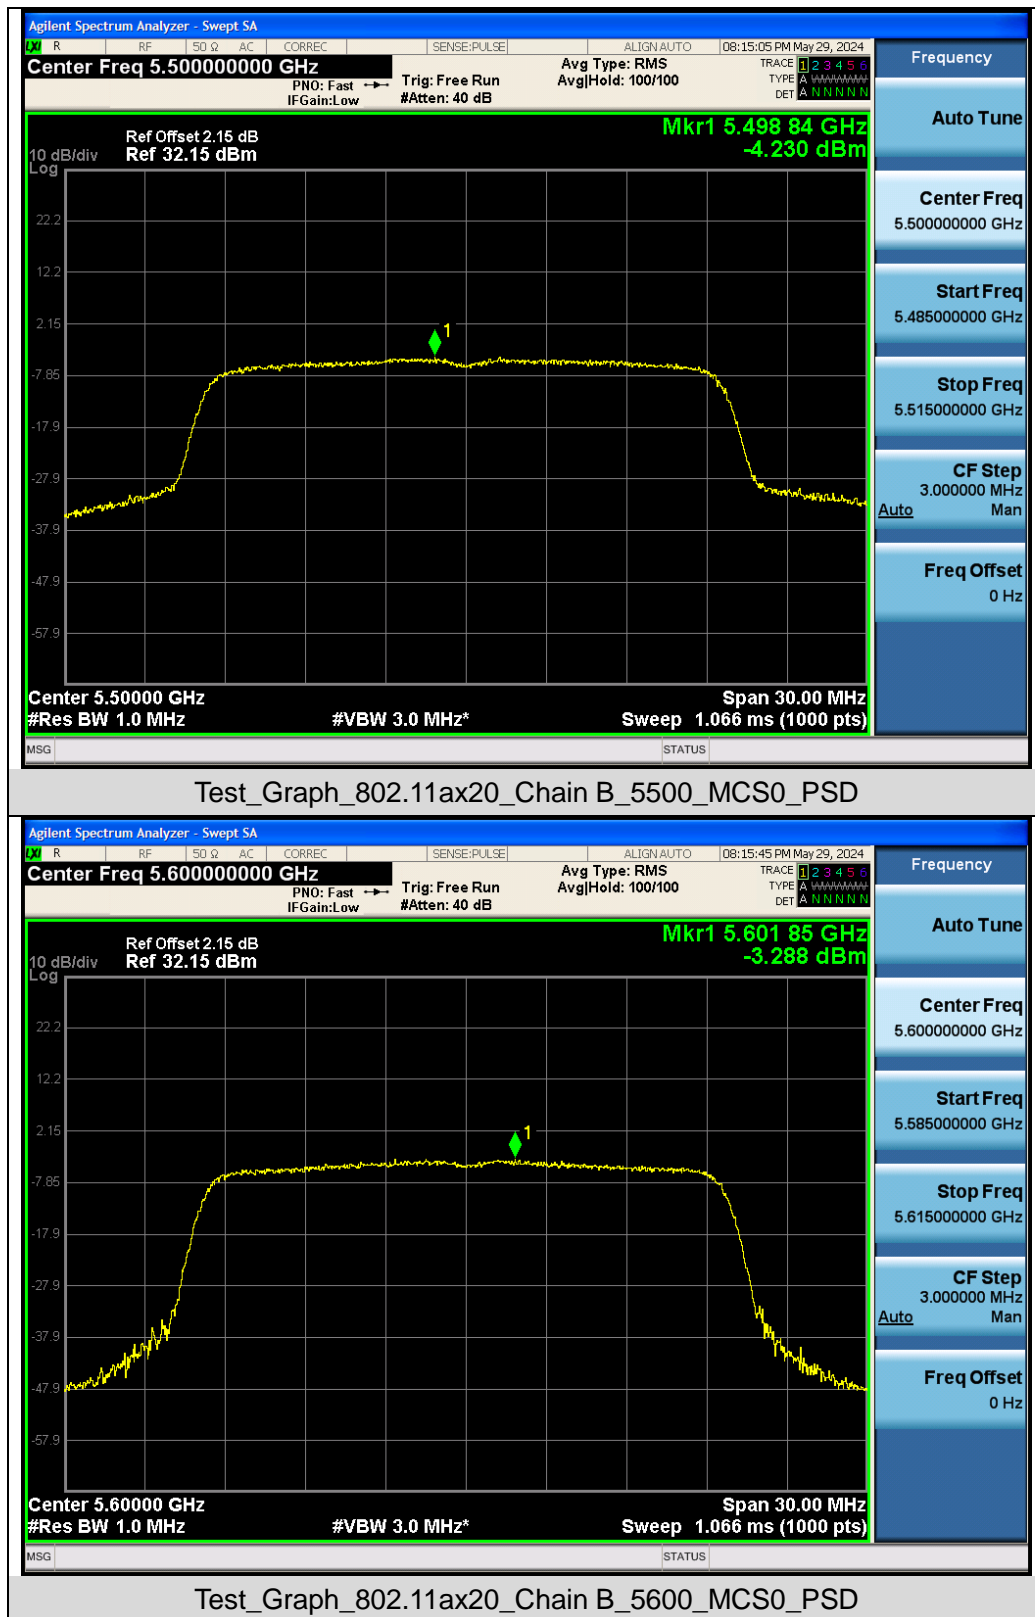 Agilent Spectrum Analyzer - Swept SA
LXI R RF 50 Ω AC CORREC SENSE:PULSE ALIGN AUTO 08:15:05 PM May 29, 2024
Center Freq 5.500000000 GHz
PNO: Fast
IFGain:Low
Trig: Free Run
#Atten: 40 dB
Avg Type: RMS
Avg|Hold: 100/100
TRACE 1 2 3 4 5 6
TYPE A WWWWW
DET A N N N N N
Mkr1 5.498 84 GHz
-4.230 dBm
Ref Offset 2.15 dB
Ref 32.15 dBm
10 dB/div
Log
22.2
12.2
2.15
-7.85
-17.9
-27.9
-37.9
-47.9
-57.9
1
Center 5.50000 GHz
Span 30.00 MHz
#Res BW 1.0 MHz
#VBW 3.0 MHz*
Sweep 1.066 ms (1000 pts)
MSG
STATUS
Frequency
Auto Tune
Center Freq
5.500000000 GHz
Start Freq
5.485000000 GHz
Stop Freq
5.515000000 GHz
CF Step
3.000000 MHz
Auto Man
Freq Offset
0 Hz
Test_Graph_802.11ax20_Chain B_5500_MCS0_PSD
Agilent Spectrum Analyzer - Swept SA
LXI R RF 50 Ω AC CORREC SENSE:PULSE ALIGN AUTO 08:15:45 PM May 29, 2024
Center Freq 5.600000000 GHz
PNO: Fast
IFGain:Low
Trig: Free Run
#Atten: 40 dB
Avg Type: RMS
Avg|Hold: 100/100
TRACE 1 2 3 4 5 6
TYPE A WWWWW
DET A N N N N N
Mkr1 5.601 85 GHz
-3.288 dBm
Ref Offset 2.15 dB
Ref 32.15 dBm
10 dB/div
Log
22.2
12.2
2.15
-7.85
-17.9
-27.9
-37.9
-47.9
-57.9
1
Center 5.60000 GHz
Span 30.00 MHz
#Res BW 1.0 MHz
#VBW 3.0 MHz*
Sweep 1.066 ms (1000 pts)
MSG
STATUS
Frequency
Auto Tune
Center Freq
5.600000000 GHz
Start Freq
5.585000000 GHz
Stop Freq
5.615000000 GHz
CF Step
3.000000 MHz
Auto Man
Freq Offset
0 Hz
Test_Graph_802.11ax20_Chain B_5600_MCS0_PSD